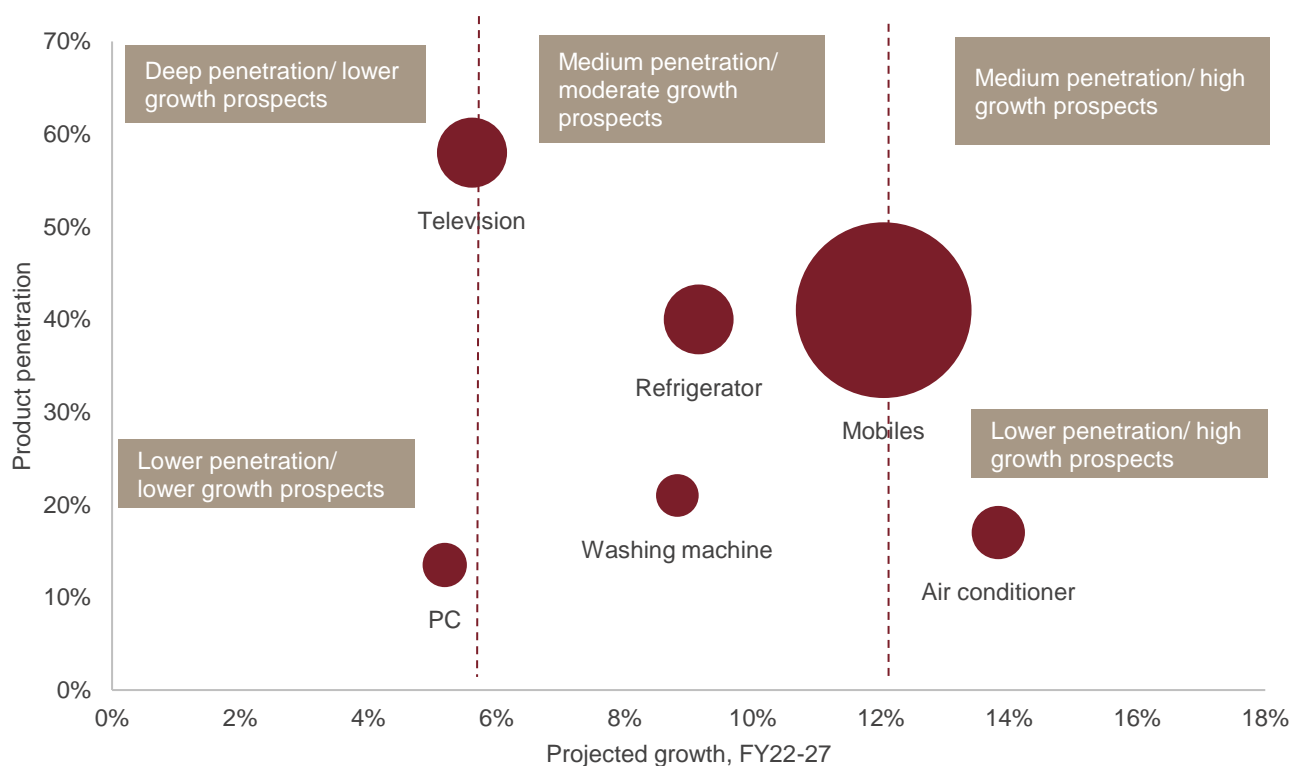 70%
60%
50%
40%
30%
20%
10%
0%
Product penetration
Deep penetration/ lower
growth prospects
Medium penetration/
moderate growth
prospects
Medium penetration/ high
growth prospects
Television
Refrigerator
Mobiles
Lower penetration/
lower growth prospects
Lower penetration/ high
growth prospects
Washing machine
Air conditioner
PC
0%
2%
4%
6%
8%
10%
12%
14%
16%
18%
Projected growth, FY22-27